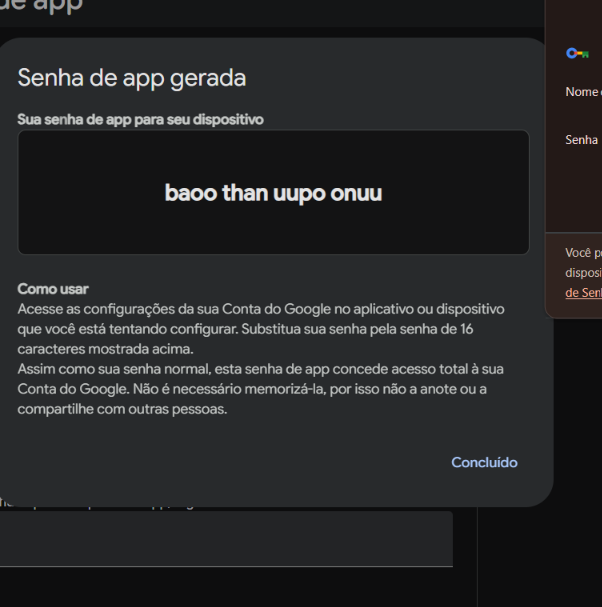 de app
Senha de app gerada
Sua senha de app para seu dispositivo
baoo than uupo onuu
Como usar
Acesse as configurações da sua Conta do Google no aplicativo ou dispositivo
que você está tentando configurar. Substitua sua senha pela senha de 16
caracteres mostrada acima.
Assim como sua senha normal, esta senha de app concede acesso total à sua
Conta do Google. Não é necessário memorizá-la, por isso não a anote ou a
compartilhe com outras pessoas.
Concluído
Nome
Senha
Você
de